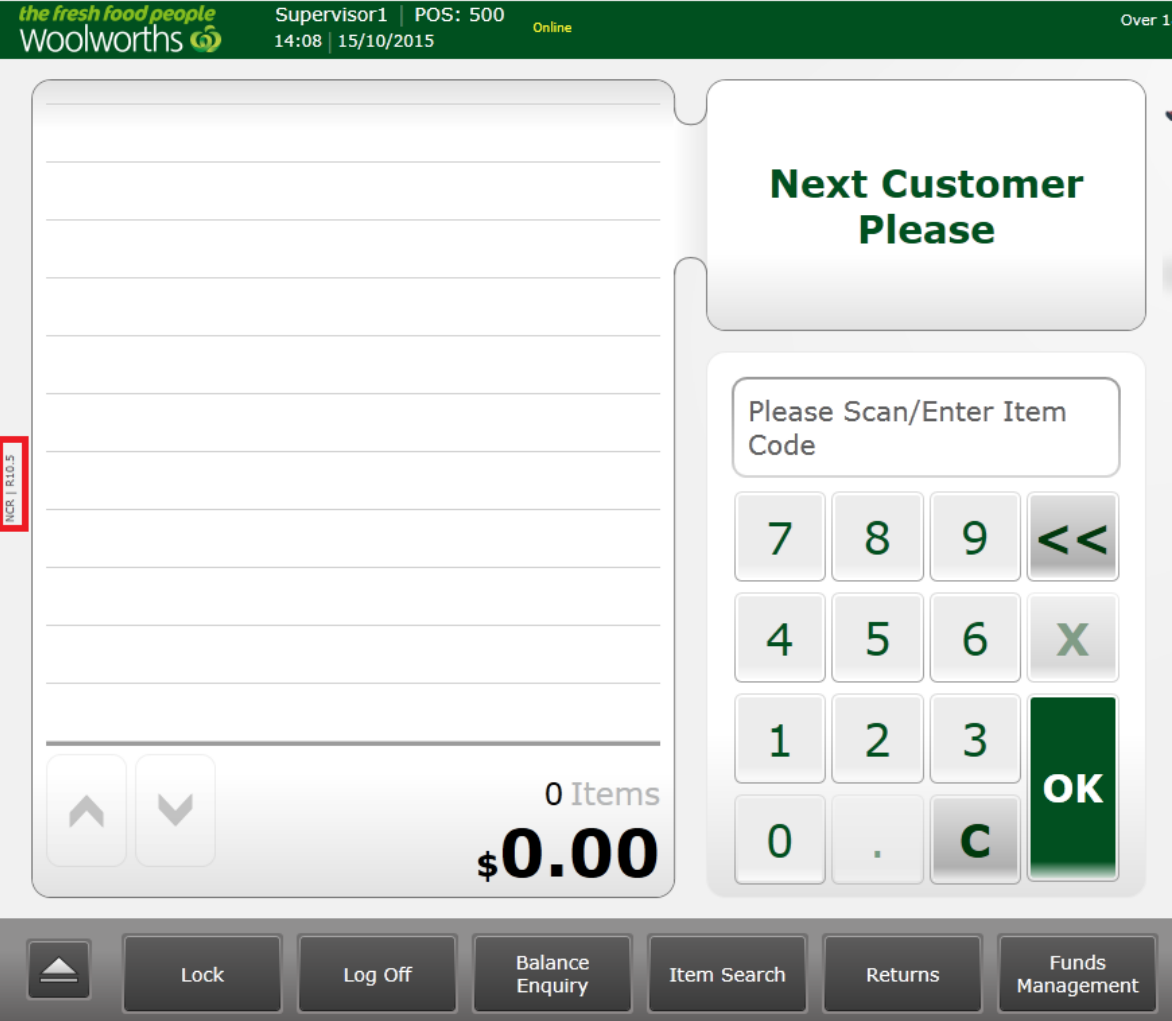 the fresh food people
Woolworths
Supervisor1 | POS: 500
14:08 | 15/10/2015
Online
Over 1
Next Customer
Please
NCR | R10.5
Please Scan/Enter Item
Code
7 8 9 <<
4 5 6 X
1 2 3
OK
0 . C
0 Items
$0.00
Lock
Log Off
Balance
Enquiry
Item Search
Returns
Funds
Management